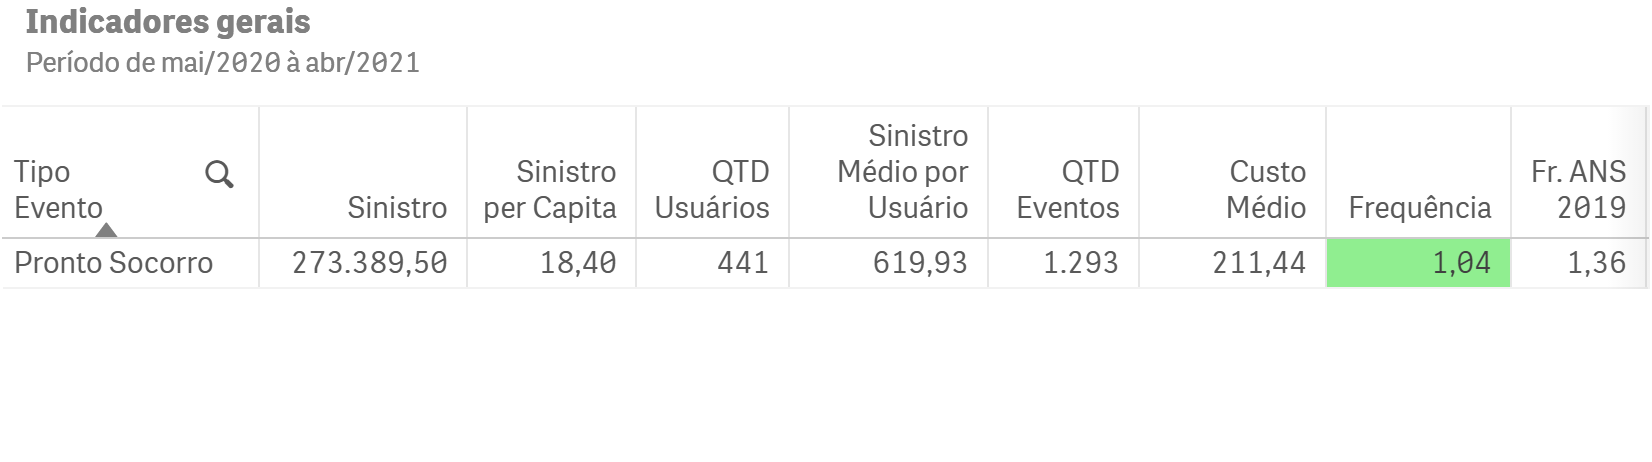 Indicadores gerais
Período de mai/2020 à abr/2021
Tipo
Evento
Sinistro
Sinistro
per Capita
QTD
Usuários
Sinistro
Médio por
Usuário
QTD
Eventos
Custo
Médio
Frequência
Fr. ANS
2019
Pronto Socorro 273.389,50 18,40 441 619,93 1.293 211,44 1,04 1,36